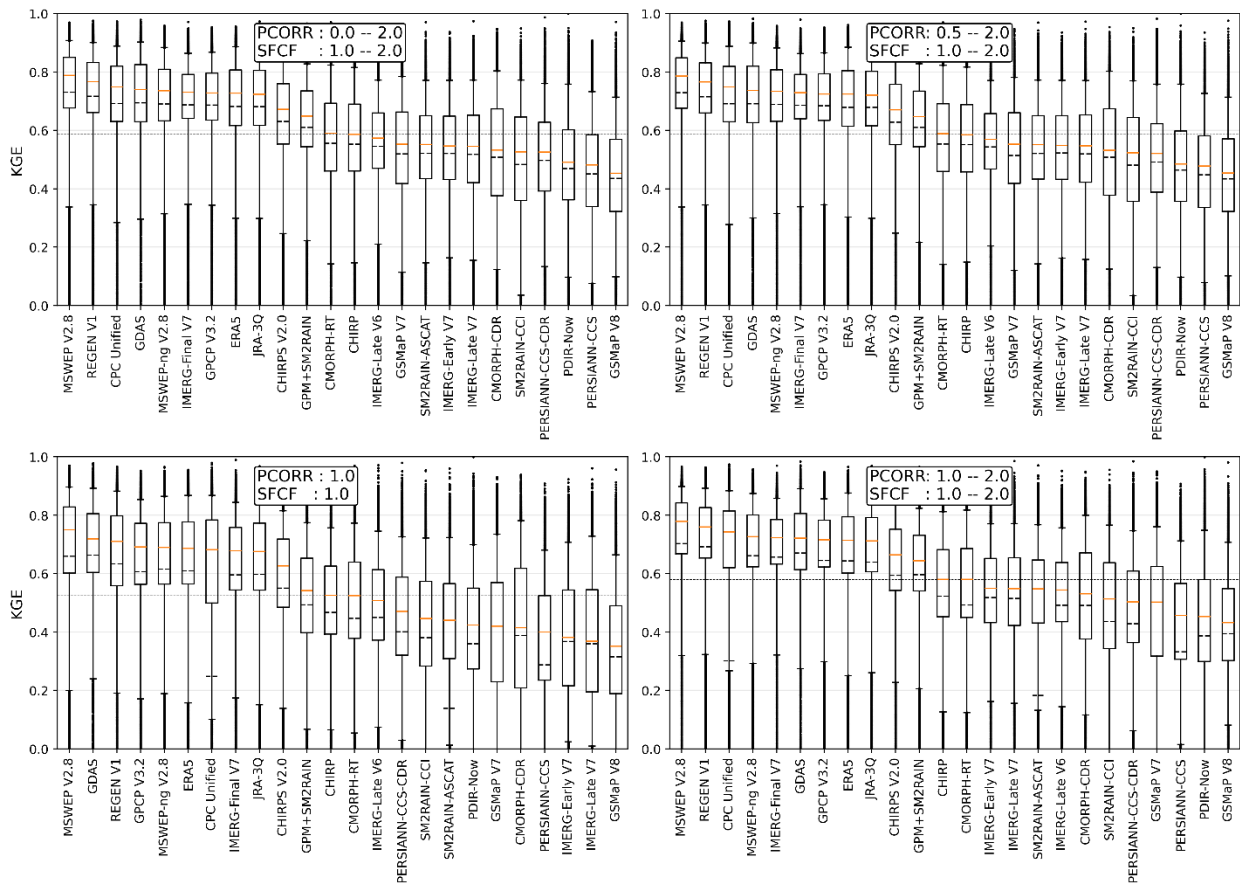 PCORR : 0.0 -- 2.0
SFCF : 1.0 -- 2.0
KGE
1.0
0.8
0.6
0.4
0.2
0.0
MSWEP V2.8
REGEN V1
CPC Unified
GDAS
MSWEP-ng V2.8
IMERG-Final V7
GPCP V3.2
ERA5
JRA-3Q
CHIRPS V2.0
GPM+SM2RAIN
CMORPH-RT
CHIRP
IMERG-Late V6
GSMaP V7
SM2RAIN-ASCAT
IMERG-Early V7
IMERG-Late V7
CMORPH-CDR
SM2RAIN-CCI
PERSIANN-CCS-CDR
PDIR-Now
PERSIANN-CCS
GSMaP V8
PCORR : 0.5 -- 2.0
SFCF : 1.0 -- 2.0
1.0
0.8
0.6
0.4
0.2
0.0
MSWEP V2.8
REGEN V1
CPC Unified
GDAS
MSWEP-ng V2.8
IMERG-Final V7
GPCP V3.2
ERA5
JRA-3Q
CHIRPS V2.0
GPM+SM2RAIN
CMORPH-RT
CHIRP
IMERG-Late V6
GSMaP V7
SM2RAIN-ASCAT
IMERG-Early V7
IMERG-Late V7
CMORPH-CDR
SM2RAIN-CCI
PERSIANN-CCS-CDR
PDIR-Now
PERSIANN-CCS
GSMaP V8
PCORR : 1.0
SFCF : 1.0
KGE
1.0
0.8
0.6
0.4
0.2
0.0
MSWEP V2.8
GDAS
REGEN V1
GPCP V3.2
MSWEP-ng V2.8
ERA5
CPC Unified
IMERG-Final V7
JRA-3Q
CHIRPS V2.0
GPM+SM2RAIN
CHIRP
CMORPH-RT
IMERG-Late V6
PERSIANN-CCS-CDR
SM2RAIN-CCI
SM2RAIN-ASCAT
PDIR-Now
GSMaP V7
CMORPH-CDR
PERSIANN-CCS
IMERG-Early V7
IMERG-Late V7
GSMaP V8
PCORR : 1.0 -- 2.0
SFCF : 1.0 -- 2.0
1.0
0.8
0.6
0.4
0.2
0.0
MSWEP V2.8
REGEN V1
CPC Unified
MSWEP-ng V2.8
IMERG-Final V7
GDAS
GPCP V3.2
ERA5
JRA-3Q
CHIRPS V2.0
GPM+SM2RAIN
CHIRP
CMORPH-RT
IMERG-Early V7
IMERG-Late V7
SM2RAIN-ASCAT
IMERG-Late V6
CMORPH-CDR
SM2RAIN-CCI
PERSIANN-CCS-CDR
GSMaP V7
PERSIANN-CCS
PDIR-Now
GSMaP V8